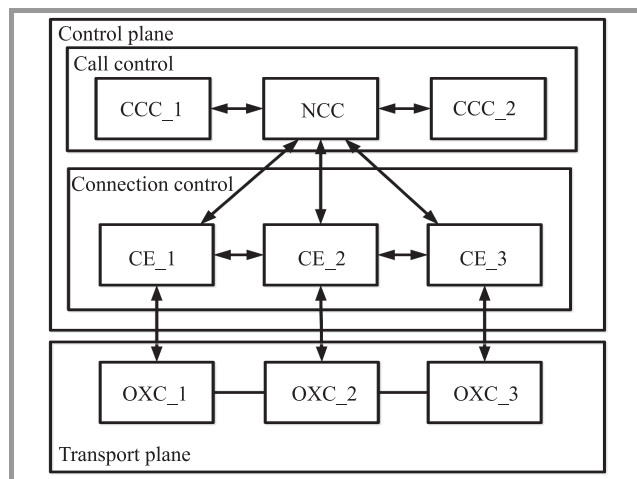 Control plane
Call control
CCC_1
NCC
CCC_2
Connection control
CE_1
CE_2
CE_3
OXC_1
OXC_2
OXC_3
Transport plane